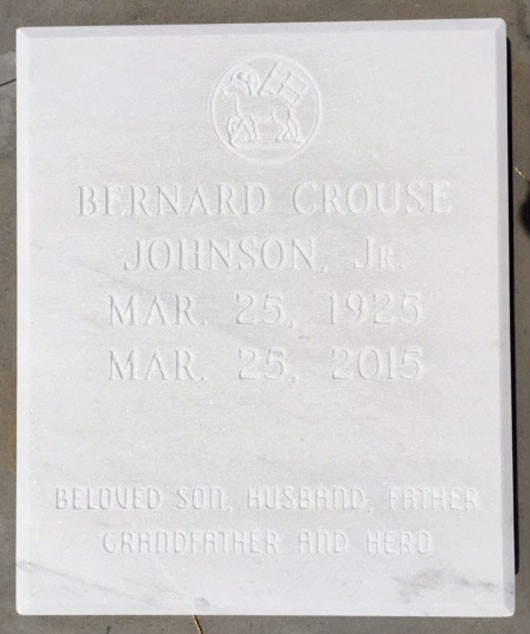 BERNARD CROUSE
JOHNSON, JR.
MAR. 25, 1925
MAR. 25, 2015
BELOVED SON, HUSBAND, FATHER
GRANDFATHER AND HERO